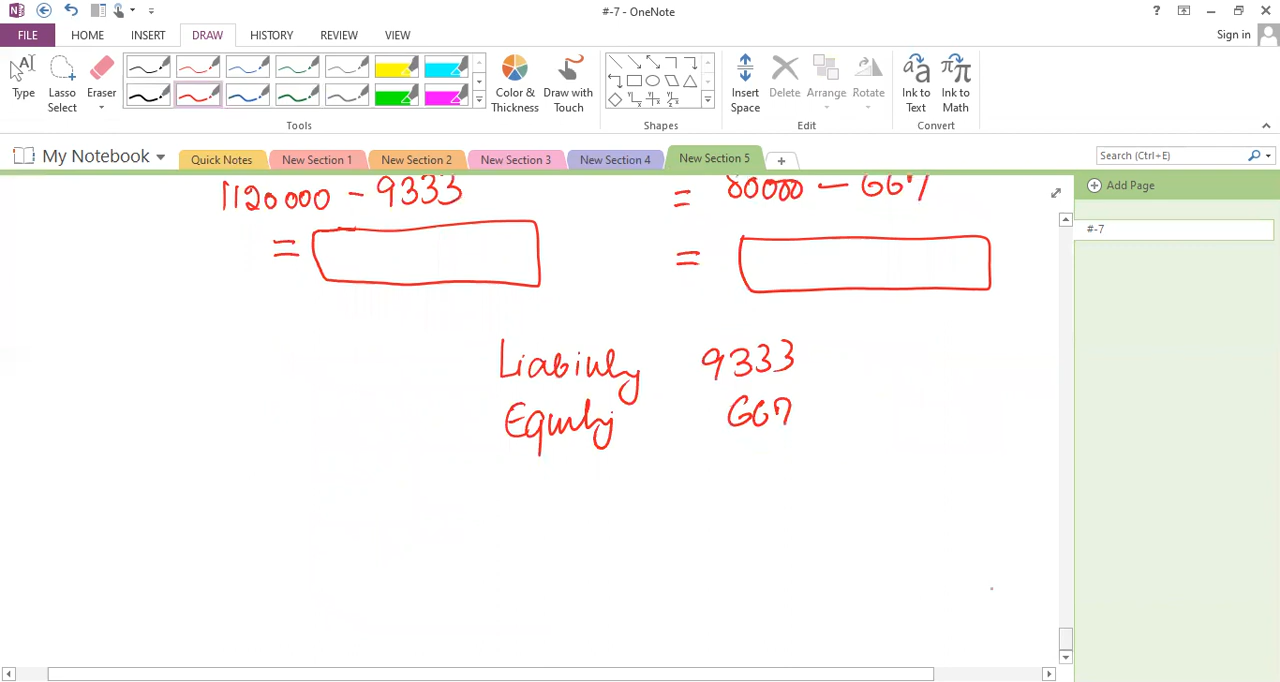 #-7 - OneNote
Sign in
FILE HOME INSERT DRAW HISTORY REVIEW VIEW
Type Lasso Select Eraser Color & Thickness Draw with Touch Insert Space Delete Arrange Rotate Ink to Text Ink to Math
Tools Shapes Edit Convert
My Notebook Quick Notes New Section 1 New Section 2 New Section 3 New Section 4 New Section 5 Search (Ctrl+E)
Add Page
#-7
1120000 - 9333 = 80000 - 667
= =
Liability 9333
Equity 667